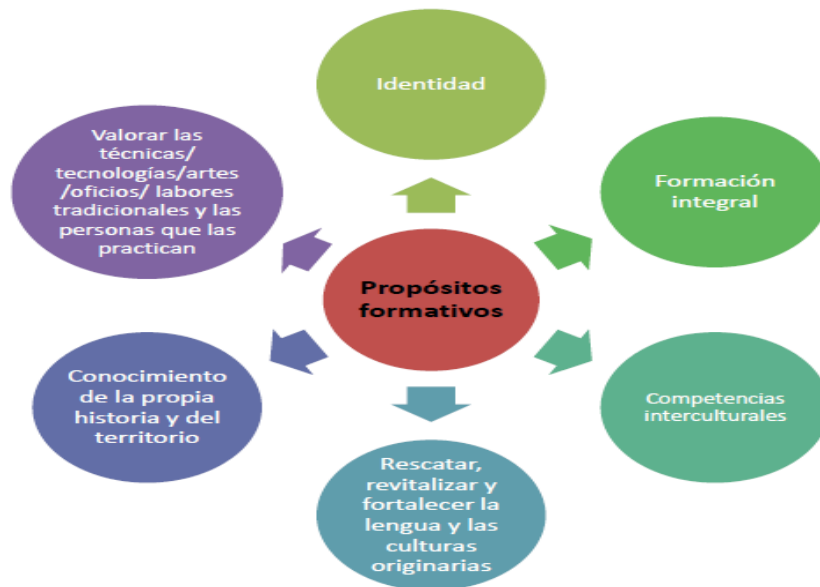 Identidad
Formación
integral
Competencias
interculturales
Rescatar,
revitalizar y
fortalecer la
lengua y las
culturas
originarias
Conocimiento
de la propia
historia y del
territorio
Valorar las
técnicas/
tecnologías/artes
/oficios/ labores
tradicionales y las
personas que las
practican
Propósitos
formativos